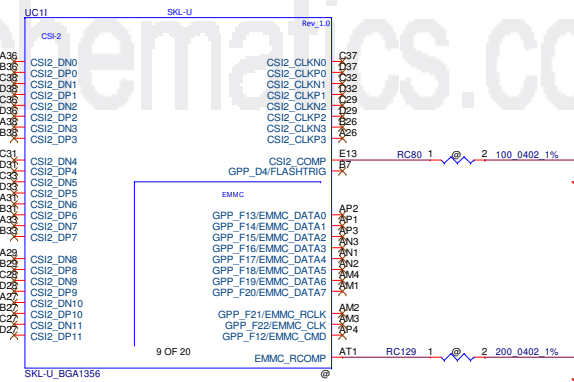 UC1I SKL-U
Rev_1.0
CSI-2
A36 CSI2_DN0 CSI2_CLKN0 C37
B36 CSI2_DP0 CSI2_CLKP0 D37
C38 CSI2_DN1 CSI2_CLKN1 C32
D38 CSI2_DP1 CSI2_CLKP1 D32
C36 CSI2_DN2 CSI2_CLKN2 C29
D36 CSI2_DP2 CSI2_CLKP2 D29
A38 CSI2_DN3 CSI2_CLKN3 B26
B38 CSI2_DP3 CSI2_CLKP3 A26
C31 CSI2_DN4 CSI2_COMP E13 RC80 1 @ 2 100_0402_1%
D31 CSI2_DP4 GPP_D4/FLASHTRIG B7
C33 CSI2_DN5
D33 CSI2_DP5 EMMC
A31 CSI2_DN6
B31 CSI2_DP6 GPP_F13/EMMC_DATA0 AP2
A33 CSI2_DN7 GPP_F14/EMMC_DATA1 AP1
B33 CSI2_DP7 GPP_F15/EMMC_DATA2 AP3
GPP_F16/EMMC_DATA3 AN3
A29 CSI2_DN8 GPP_F17/EMMC_DATA4 AN1
B29 CSI2_DP8 GPP_F18/EMMC_DATA5 AN2
C28 CSI2_DN9 GPP_F19/EMMC_DATA6 AM4
D28 CSI2_DP9 GPP_F20/EMMC_DATA7 AM1
A27 CSI2_DN10
B27 CSI2_DP10 GPP_F21/EMMC_RCLK AM2
C27 CSI2_DN11 GPP_F22/EMMC_CLK AM3
D27 CSI2_DP11 GPP_F12/EMMC_CMD AP4
9 OF 20
EMMC_RCOMP AT1 RC129 1 @ 2 200_0402_1%
SKL-U_BGA1356 @